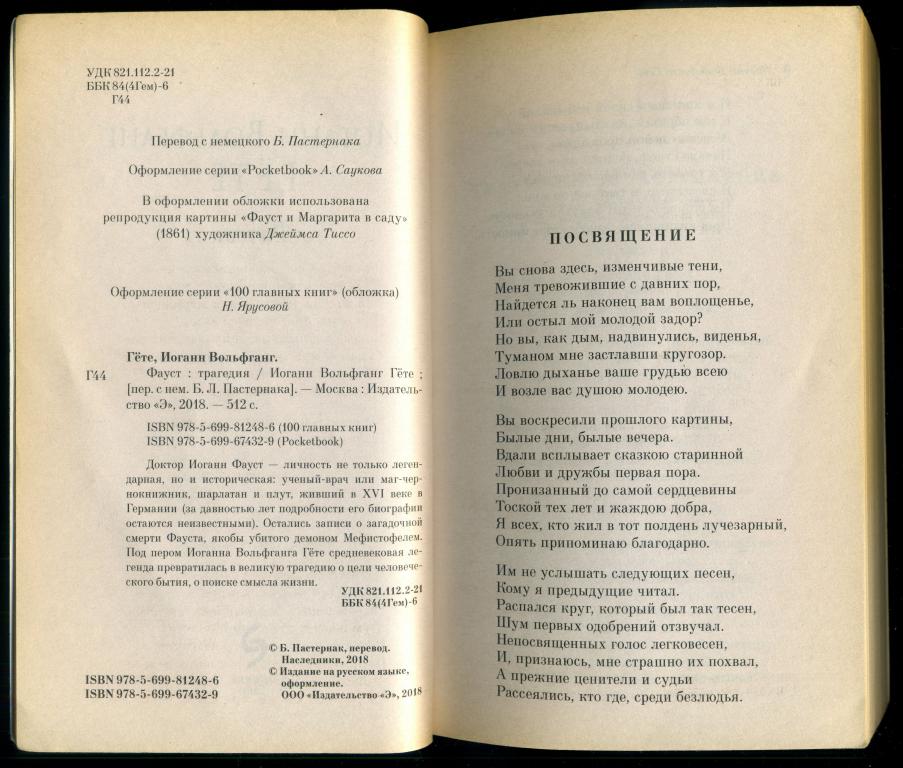 УДК 821.112.2-21
ББК 84(4Гем)-6
Г44
Перевод с немецкого Б. Пастернака
Оформление серии «Pocketbook» А. Саукова
В оформлении обложки использована
репродукция картины «Фауст и Маргарита в саду»
(1861) художника Джеймса Тиссо
Оформление серии «100 главных книг» (обложка)
Н. Ярусовой
Гёте, Иоганн Вольфганг.
Г44 Фауст : трагедия / Иоганн Вольфганг Гёте ;
[пер. с нем. Б. Л. Пастернака]. — Москва : Издатель-
ство «Э», 2018. — 512 с.
ISBN 978-5-699-81248-6 (100 главных книг)
ISBN 978-5-699-67432-9 (Pocketbook)
Доктор Иоганн Фауст — личность не только леген-
дарная, но и историческая: ученый-врач или маг-чер-
нокнижник, шарлатан и плут, живший в XVI веке в
Германии (за давностью лет подробности его биографии
остаются неизвестными). Остались записи о загадочной
смерти Фауста, якобы убитого демоном Мефистофелем.
Под пером Иоганна Вольфганга Гёте средневековая ле-
генда превратилась в великую трагедию о цели человече-
ского бытия, о поиске смысла жизни.
УДК 821.112.2-21
ББК 84(4Гем)-6
© Б. Пастернак, перевод.
Наследники, 2018
© Издание на русском языке,
оформление.
ООО «Издательство «Э», 2018
ISBN 978-5-699-81248-6
ISBN 978-5-699-67432-9
ПОСВЯЩЕНИЕ
Вы снова здесь, изменчивые тени,
Меня тревожившие с давних пор,
Найдется ль наконец вам воплощенье,
Или остыл мой молодой задор?
Но вы, как дым, надвинулись, виденья,
Туманом мне застлавши кругозор.
Ловлю дыханье ваше грудью всею
И возле вас душою молодею.
Вы воскресили прошлого картины,
Былые дни, былые вечера.
Вдали всплывает сказкою старинной
Любви и дружбы первая пора.
Пронизанный до самой сердцевины
Тоской тех лет и жаждою добра,
Я всех, кто жил в тот полдень лучезарный,
Опять припоминаю благодарно.
Им не услышать следующих песен,
Кому я предыдущие читал.
Распался круг, который был так тесен,
Шум первых одобрений отзвучал.
Непосвященных голос легковесен,
И, признаюсь, мне страшно их похвал,
А прежние ценители и судьи
Рассеялись, кто где, среди безлюдья.